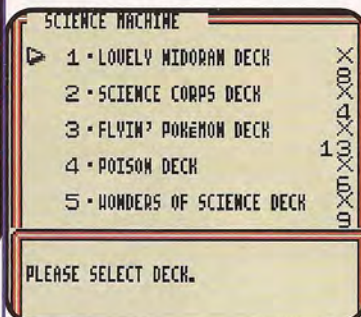 SCIENCE MACHINE
1·LOVELY NIDORAN DECK ×8
2·SCIENCE CORPS DECK ×4
3·FLYIN' POKéMON DECK ×13
4·POISON DECK ×6
5·WONDERS OF SCIENCE DECK ×9
PLEASE SELECT DECK.